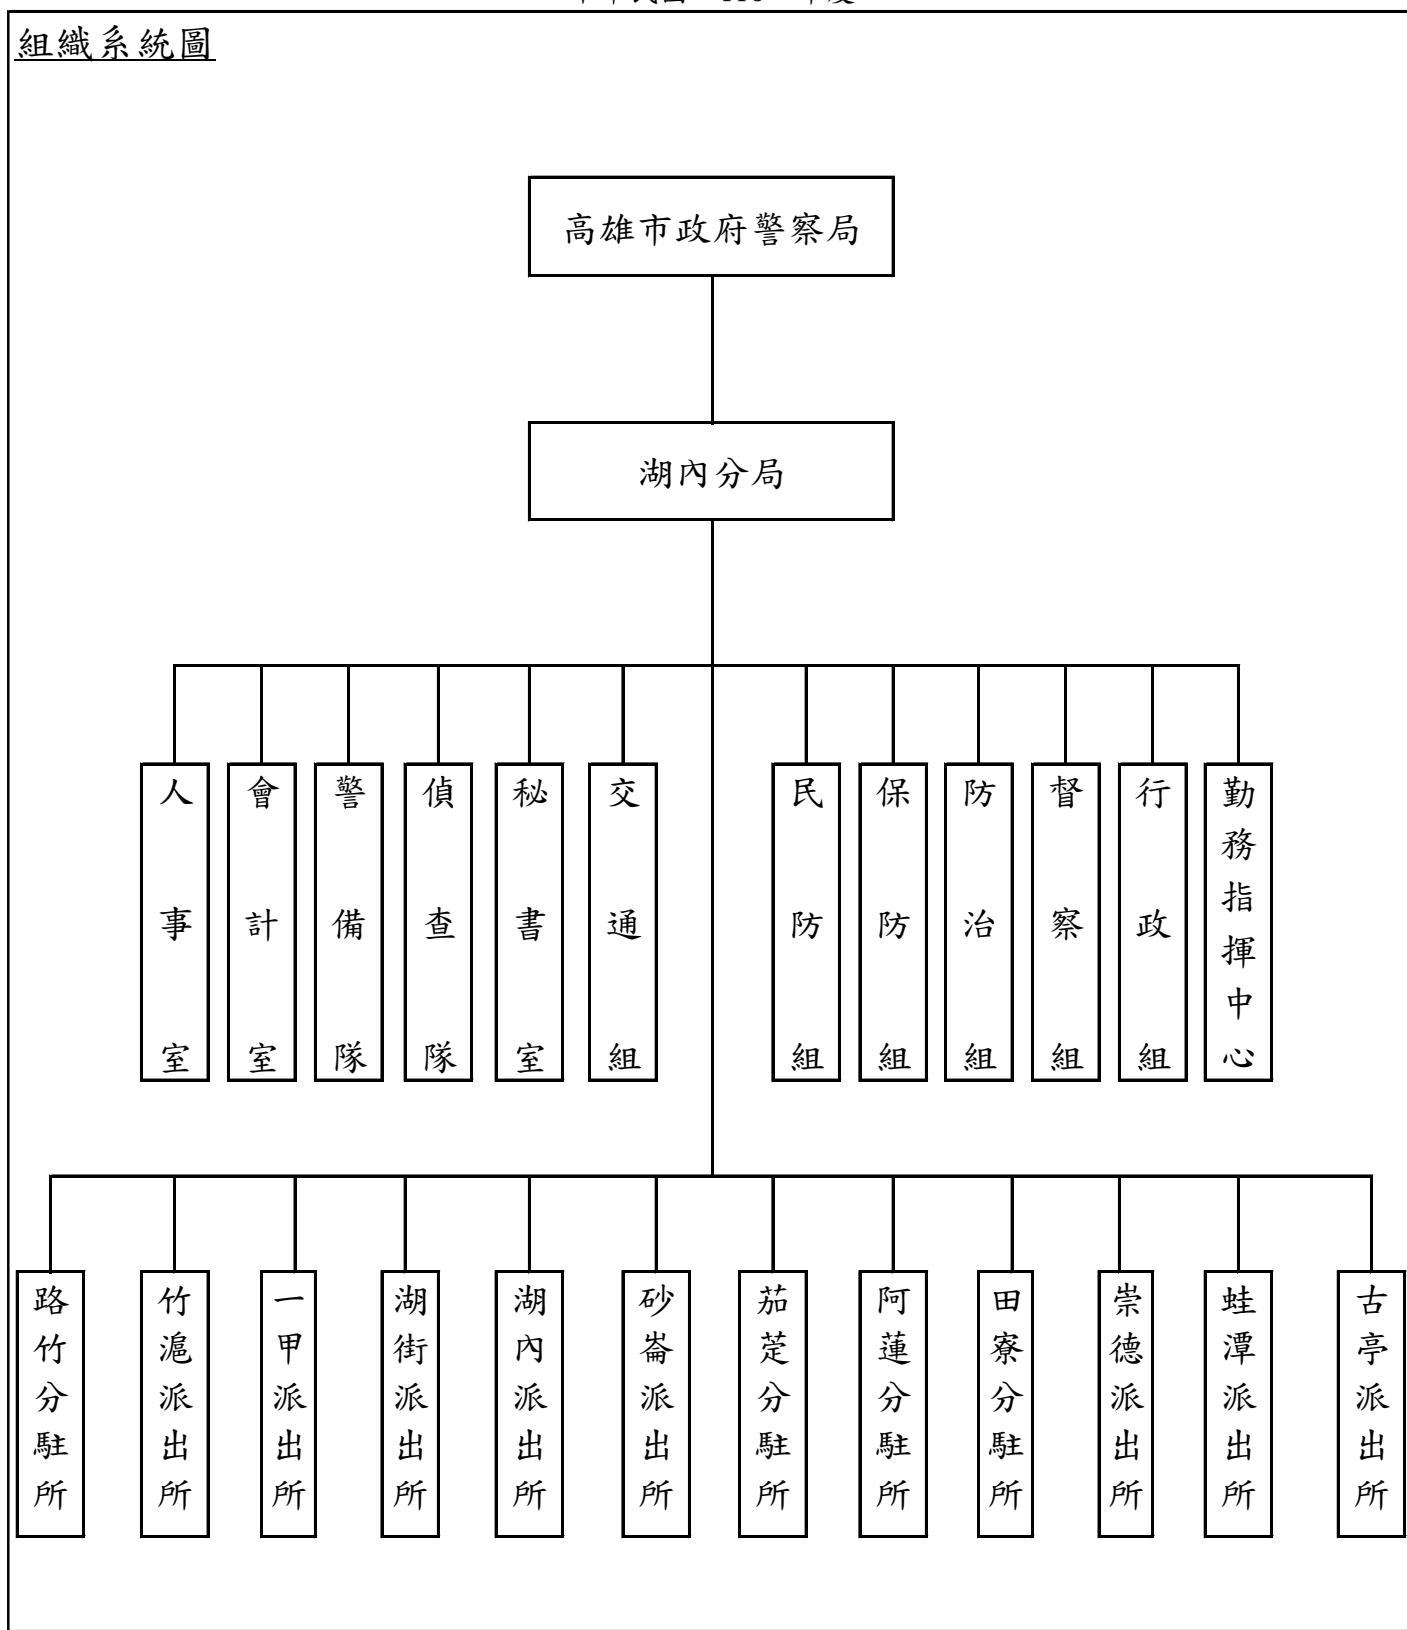 組織系統圖
高雄市政府警察局
湖內分局
人事室
會計室
警備隊
偵查隊
秘書室
交通組
民防組
保防組
防治組
督察組
行政組
勤務指揮中心
路竹分駐所
竹滬派出所
一甲派出所
湖街派出所
湖內派出所
砂崙派出所
茄萣分駐所
阿蓮分駐所
田寮分駐所
崇德派出所
蛙潭派出所
古亭派出所